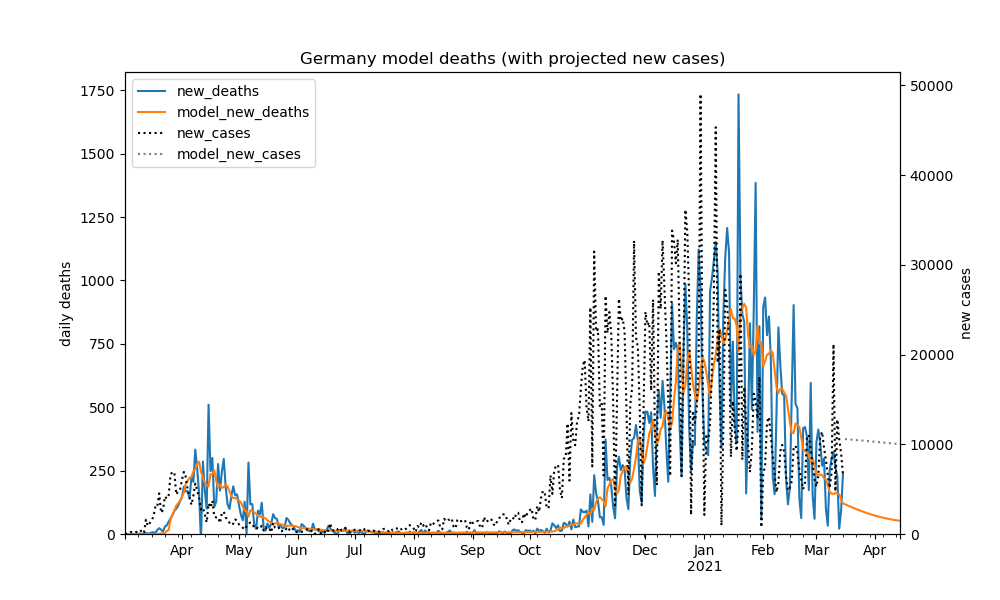 Germany model deaths (with projected new cases)
new_deaths
model_new_deaths
new_cases
model_new_cases
1750
1500
1250
1000
750
500
250
0
daily deaths
50000
40000
30000
20000
10000
0
new cases
Apr May Jun Jul Aug Sep Oct Nov Dec Jan Feb Mar Apr
2021